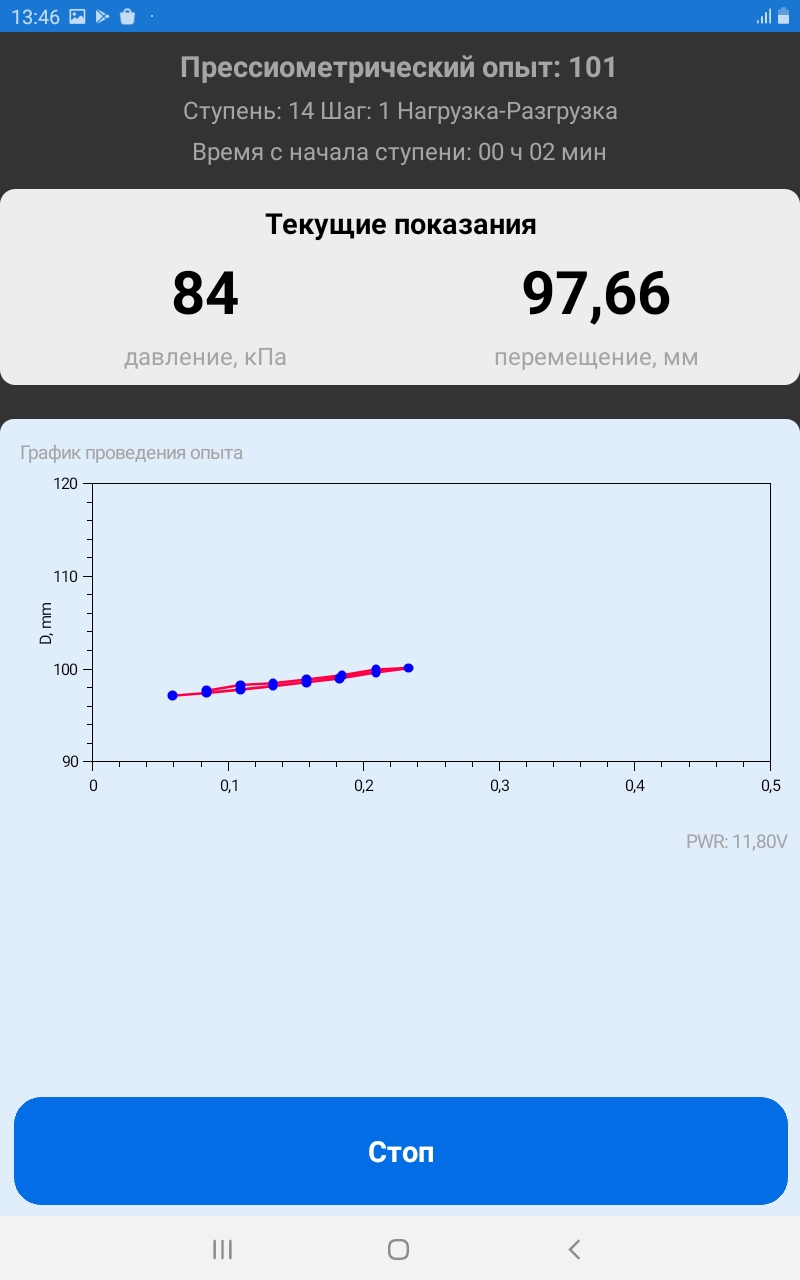 13:46
Прессиометрический опыт: 101
Ступень: 14 Шаг: 1 Нагрузка-Разгрузка
Время с начала ступени: 00 ч 02 мин
Текущие показания
84 97,66
давление, кПа перемещение, мм
График проведения опыта
120
110
D, mm
100
90
0 0,1 0,2 0,3 0,4 0,5
PWR: 11,80V
Стоп